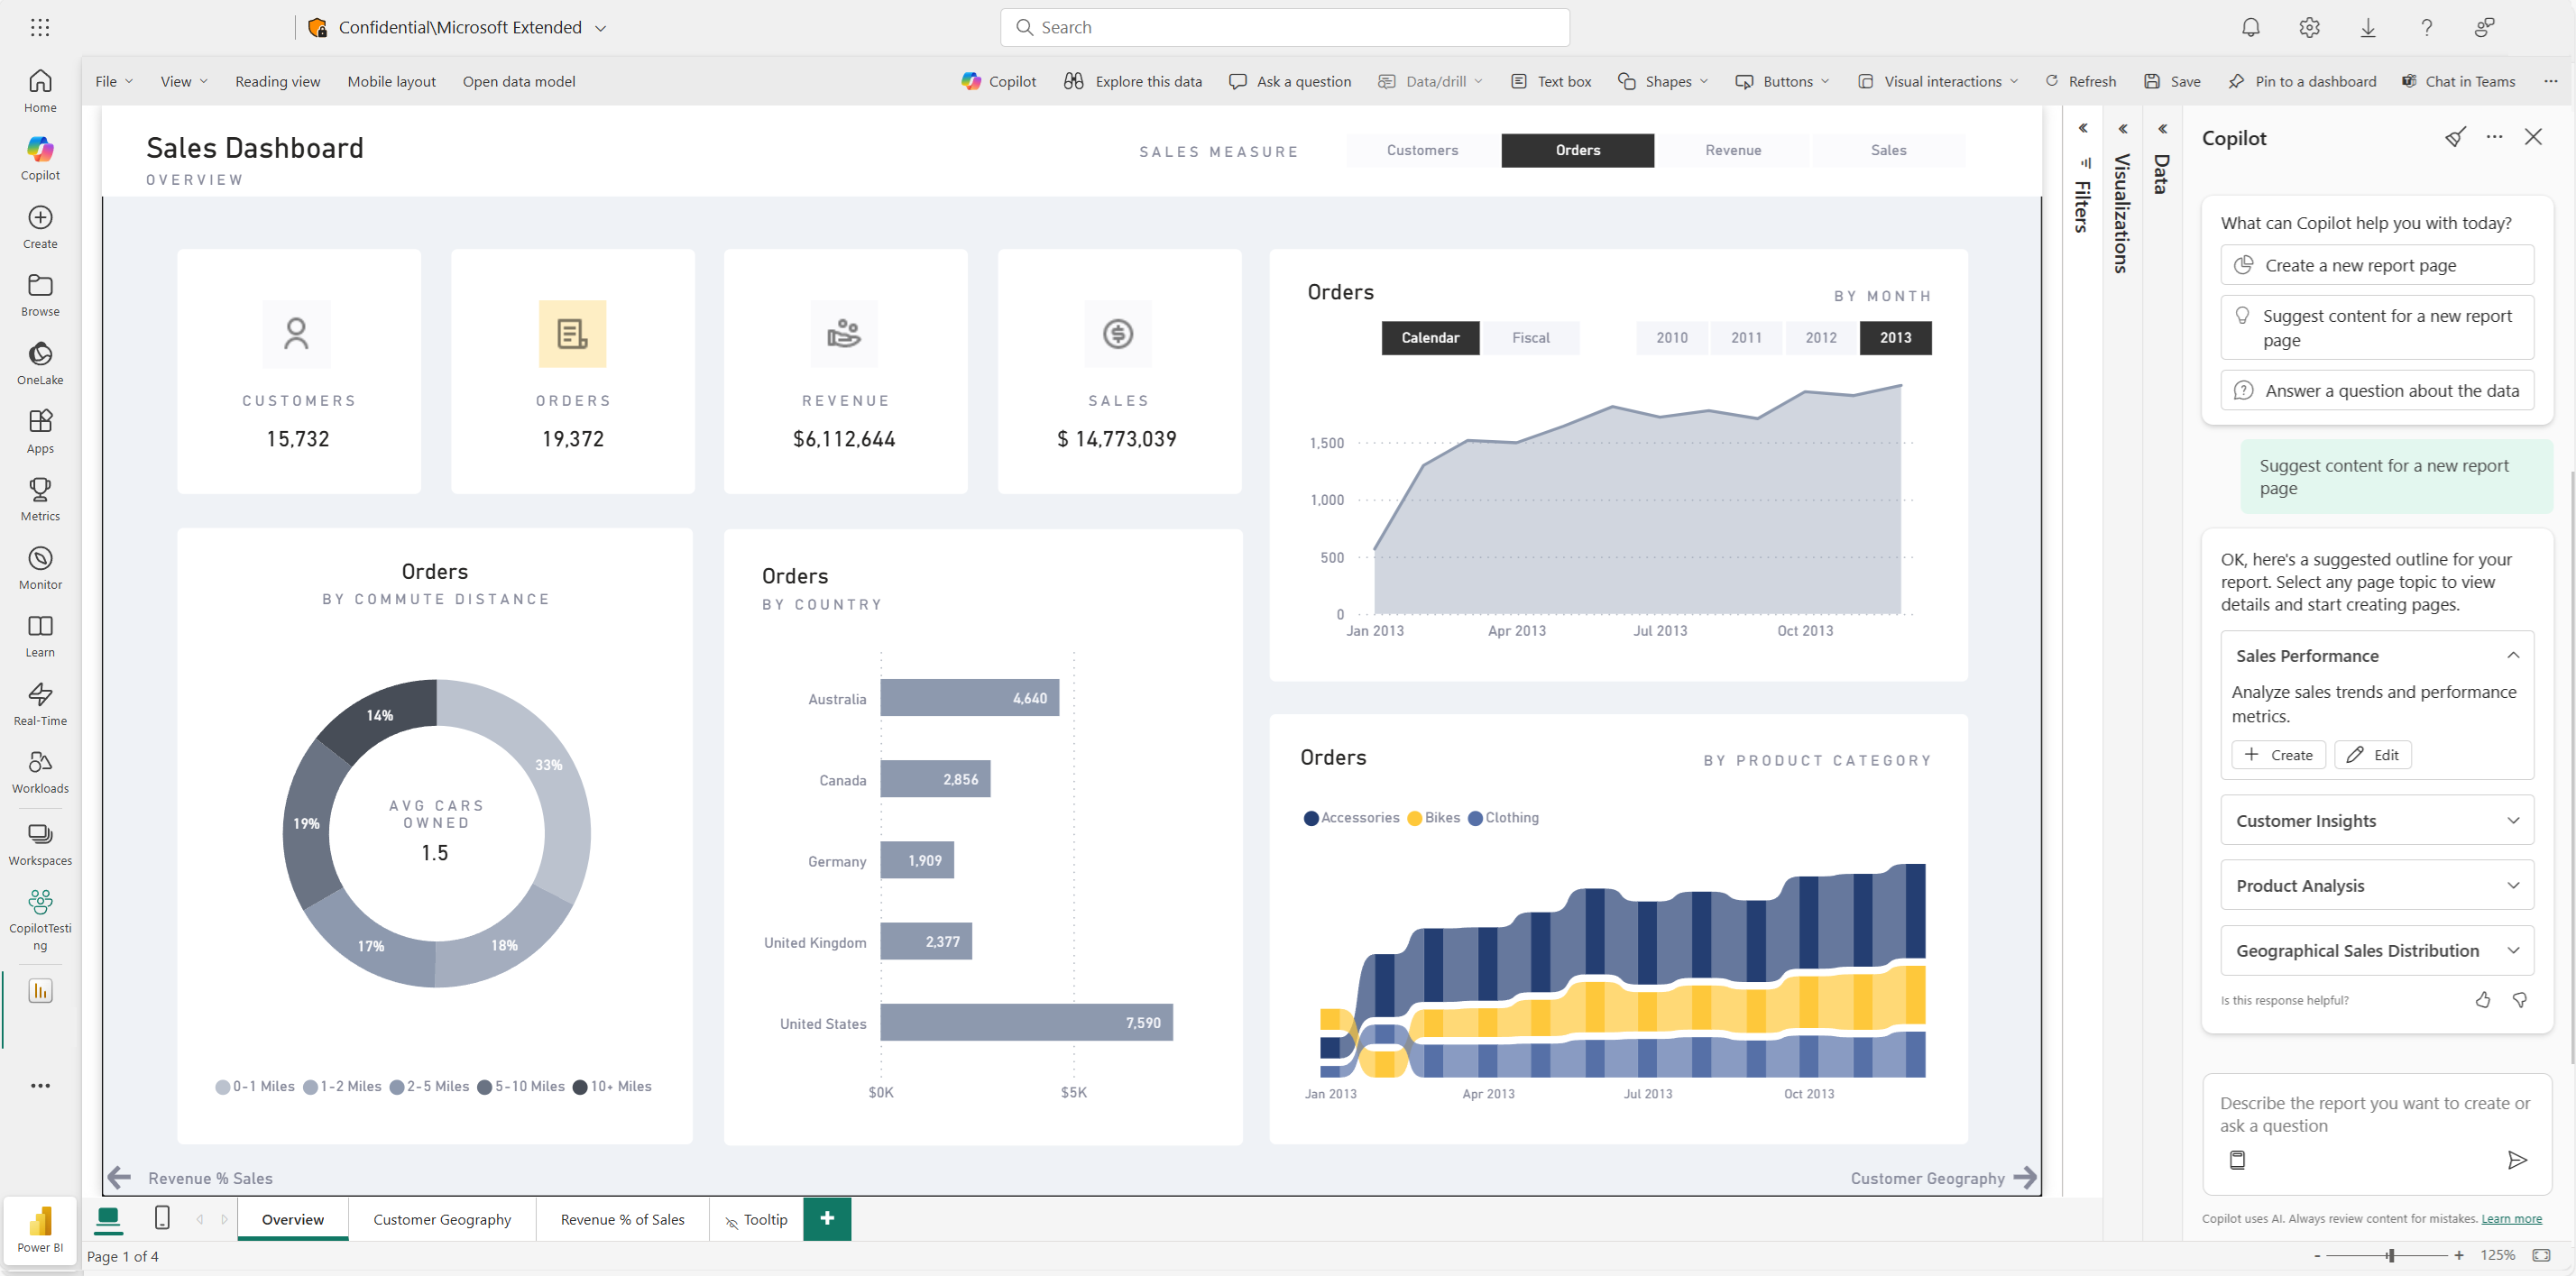 Confidential\Microsoft Extended
Search
File
View
Reading view
Mobile layout
Open data model
Copilot
Explore this data
Ask a question
Data/drill
Text box
Shapes
Buttons
Visual interactions
Refresh
Save
Pin to a dashboard
Chat in Teams
Home
Copilot
Create
Browse
OneLake
Apps
Metrics
Monitor
Learn
Real-Time
Workloads
Workspaces
CopilotTesti
ng
Power BI
Sales Dashboard
OVERVIEW
SALES MEASURE
Customers
Orders
Revenue
Sales
CUSTOMERS
15,732
ORDERS
19,372
REVENUE
$6,112,644
SALES
$ 14,773,039
Orders
BY MONTH
Calendar
Fiscal
2010
2011
2012
2013
1,500
1,000
500
0
Jan 2013
Apr 2013
Jul 2013
Oct 2013
Orders
BY COMMUTE DISTANCE
14%
33%
19%
17%
18%
AVG CARS
OWNED
1.5
0-1 Miles
1-2 Miles
2-5 Miles
5-10 Miles
10+ Miles
Orders
BY COUNTRY
Australia
4,640
Canada
2,856
Germany
1,909
United Kingdom
2,377
United States
7,590
$0K
$5K
Orders
BY PRODUCT CATEGORY
Accessories
Bikes
Clothing
Jan 2013
Apr 2013
Jul 2013
Oct 2013
Revenue % Sales
Customer Geography
Overview
Customer Geography
Revenue % of Sales
Tooltip
+
Page 1 of 4
Filters
Visualizations
Data
Copilot
What can Copilot help you with today?
Create a new report page
Suggest content for a new report
page
Answer a question about the data
Suggest content for a new report
page
OK, here's a suggested outline for your
report. Select any page topic to view
details and start creating pages.
Sales Performance
Analyze sales trends and performance
metrics.
+ Create
Edit
Customer Insights
Product Analysis
Geographical Sales Distribution
Is this response helpful?
Describe the report you want to create or
ask a question
Copilot uses AI. Always review content for mistakes. Learn more
- + 125%